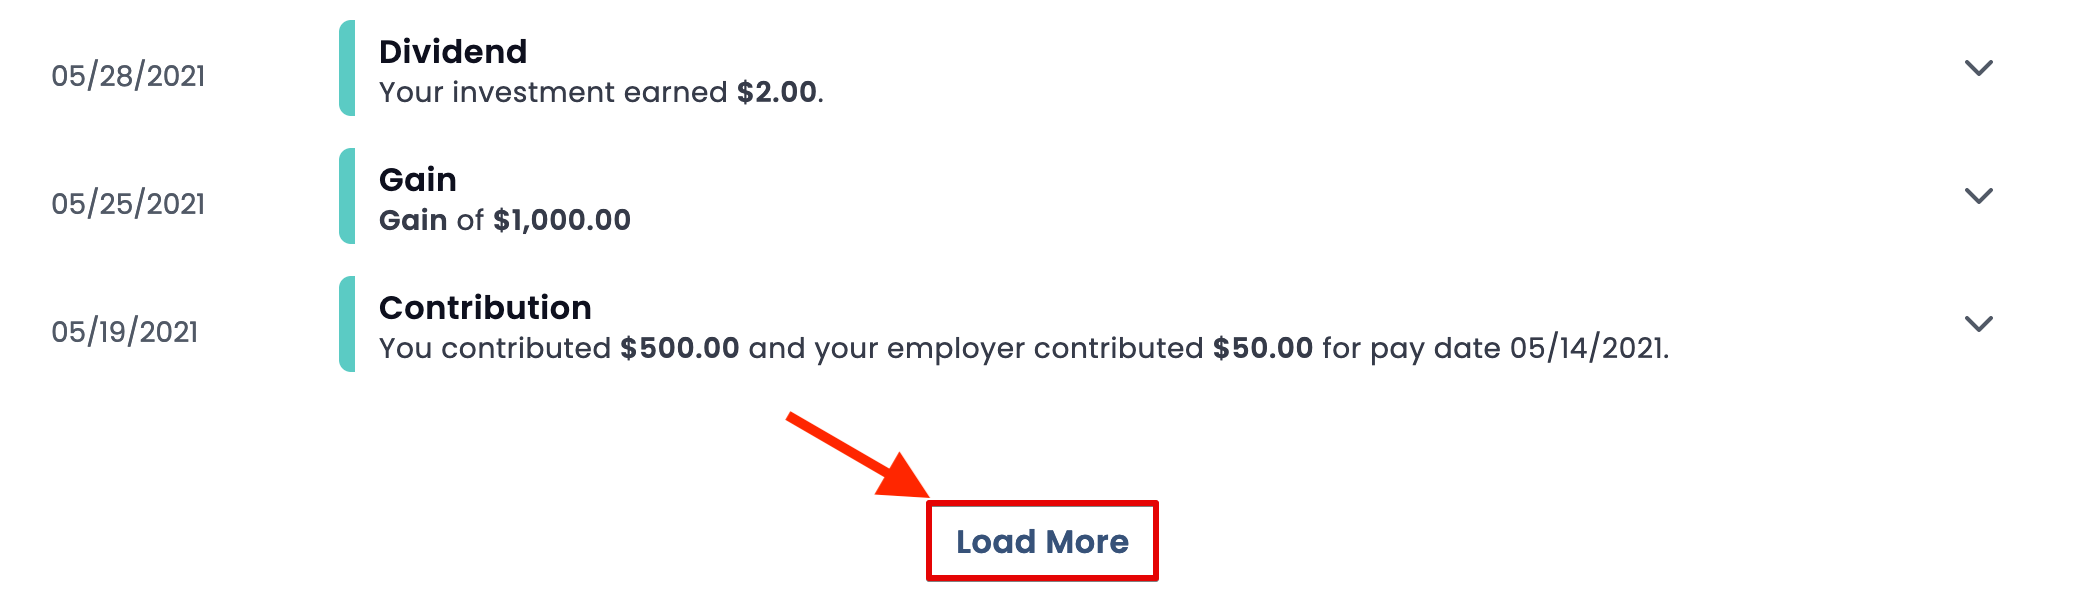 05/28/2021
Dividend
Your investment earned $2.00.
05/25/2021
Gain
Gain of $1,000.00
05/19/2021
Contribution
You contributed $500.00 and your employer contributed $50.00 for pay date 05/14/2021.
Load More